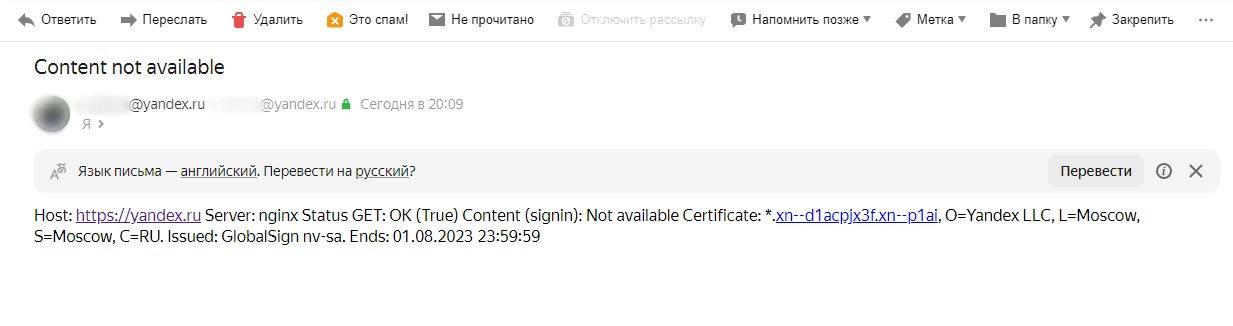 Ответить Переслать Удалить Это спам! Не прочитано Отключить рассылку Напомнить позже Метка В папку Закрепить ...
Content not available
@yandex.ru @yandex.ru Сегодня в 20:09
Я >
Язык письма — английский. Перевести на русский? Перевести
Host: https://yandex.ru Server: nginx Status GET: OK (True) Content (signin): Not available Certificate: *.xn--d1acpjx3f.xn--p1ai, O=Yandex LLC, L=Moscow,
S=Moscow, C=RU. Issued: GlobalSign nv-sa. Ends: 01.08.2023 23:59:59